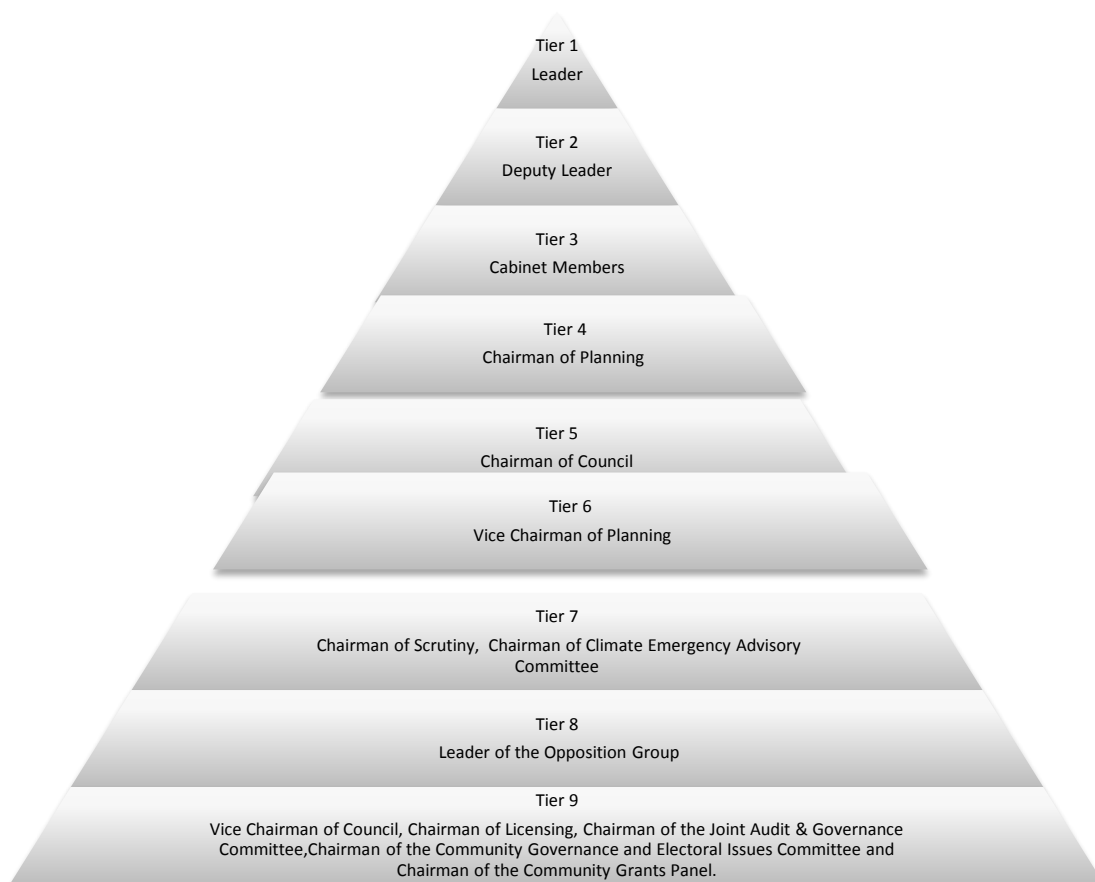 Tier 1
Leader
Tier 2
Deputy Leader
Tier 3
Cabinet Members
Tier 4
Chairman of Planning
Tier 5
Chairman of Council
Tier 6
Vice Chairman of Planning
Tier 7
Chairman of Scrutiny,  Chairman of Climate Emergency Advisory
Committee
Tier 8
Leader of the Opposition Group
Tier 9
Vice Chairman of Council, Chairman of Licensing, Chairman of the Joint Audit & Governance
Committee,Chairman of the Community Governance and Electoral Issues Committee and
Chairman of the Community Grants Panel.